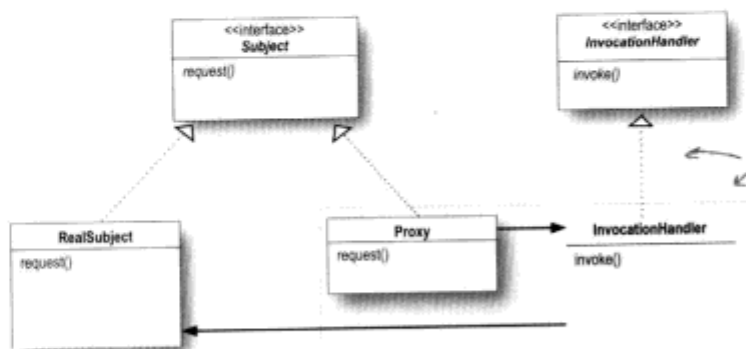 <<interface>>
Subject
request()
<<interface>>
InvocationHandler
invoke()
RealSubject
request()
Proxy
request()
InvocationHandler
invoke()